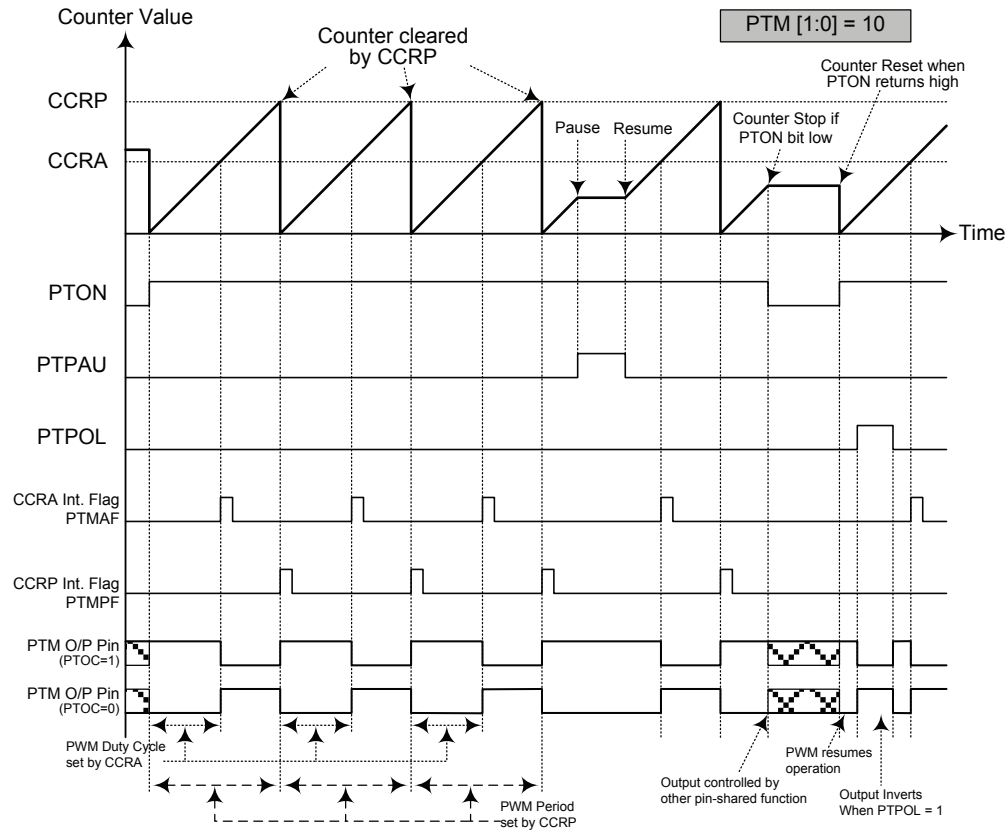 Counter Value
PTM [1:0] = 10
Counter cleared
by CCRP
Counter Reset when
PTON returns high
CCRP
Pause
Resume
Counter Stop if
PTON bit low
CCRA
Time
PTON
PTPAU
PTPOL
CCRA Int. Flag
PTMAF
CCRP Int. Flag
PTMPF
PTM O/P Pin
(PTOC=1)
PTM O/P Pin
(PTOC=0)
PWM Duty Cycle
set by CCRA
PWM resumes
operation
Output controlled by
other pin-shared function
Output Inverts
When PTPOL = 1
PWM Period
set by CCRP